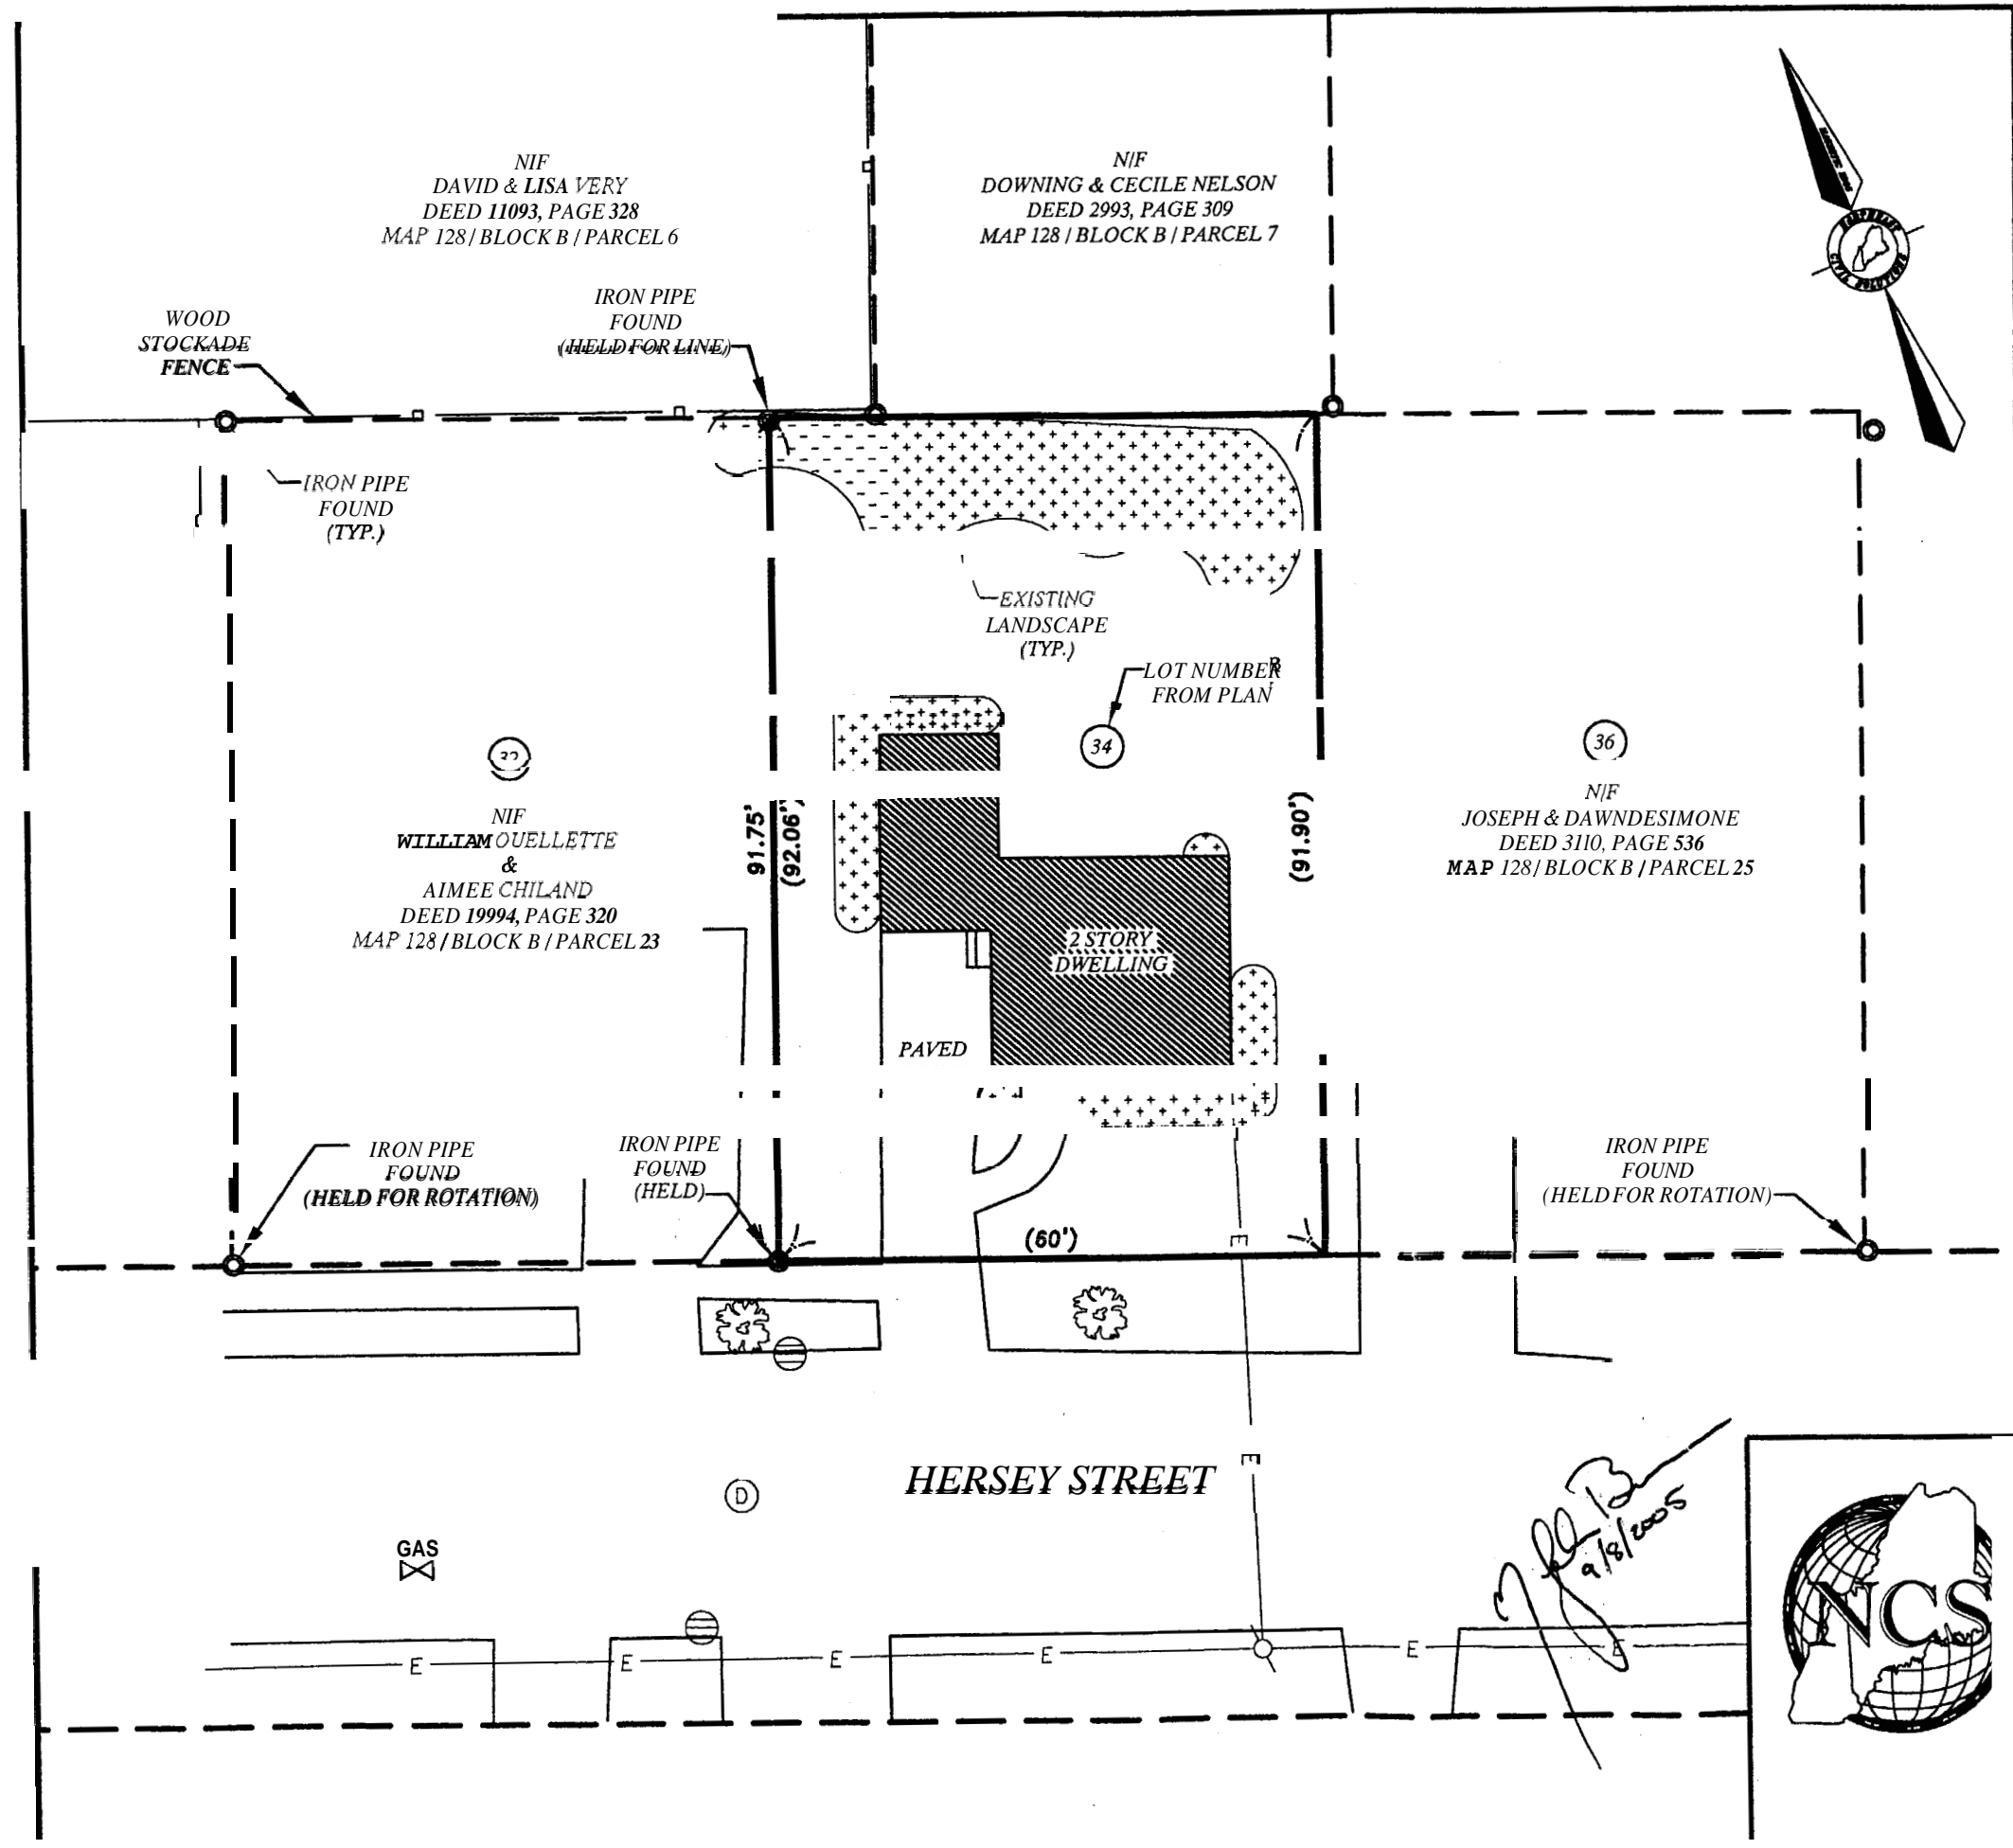 NIF
DAVID & LISA VERY
DEED 11093, PAGE 328
MAP 128 / BLOCK B / PARCEL 6
N/F
DOWNING & CECILE NELSON
DEED 2993, PAGE 309
MAP 128 / BLOCK B / PARCEL 7
WOOD
STOCKADE
FENCE
IRON PIPE
FOUND
(HELD FOR LINE)
IRON PIPE
FOUND
(TYP.)
EXISTING
LANDSCAPE
(TYP.)
LOT NUMBER
FROM PLAN
34
36
NIF
WILLIAM OUELLETTE
&
AIMEE CHILAND
DEED 19994, PAGE 320
MAP 128 / BLOCK B / PARCEL 23
91.75'
(92.06')
(91.90')
N/F
JOSEPH & DAWNDESIMONE
DEED 3110, PAGE 536
MAP 128 / BLOCK B / PARCEL 25
2 STORY
DWELLING
PAVED
IRON PIPE
FOUND
(HELD FOR ROTATION)
IRON PIPE
FOUND
(HELD)
IRON PIPE
FOUND
(HELD FOR ROTATION)
(60')
E
E
HERSEY STREET
D
GAS
9/8/2005
NCS
E E E E E E